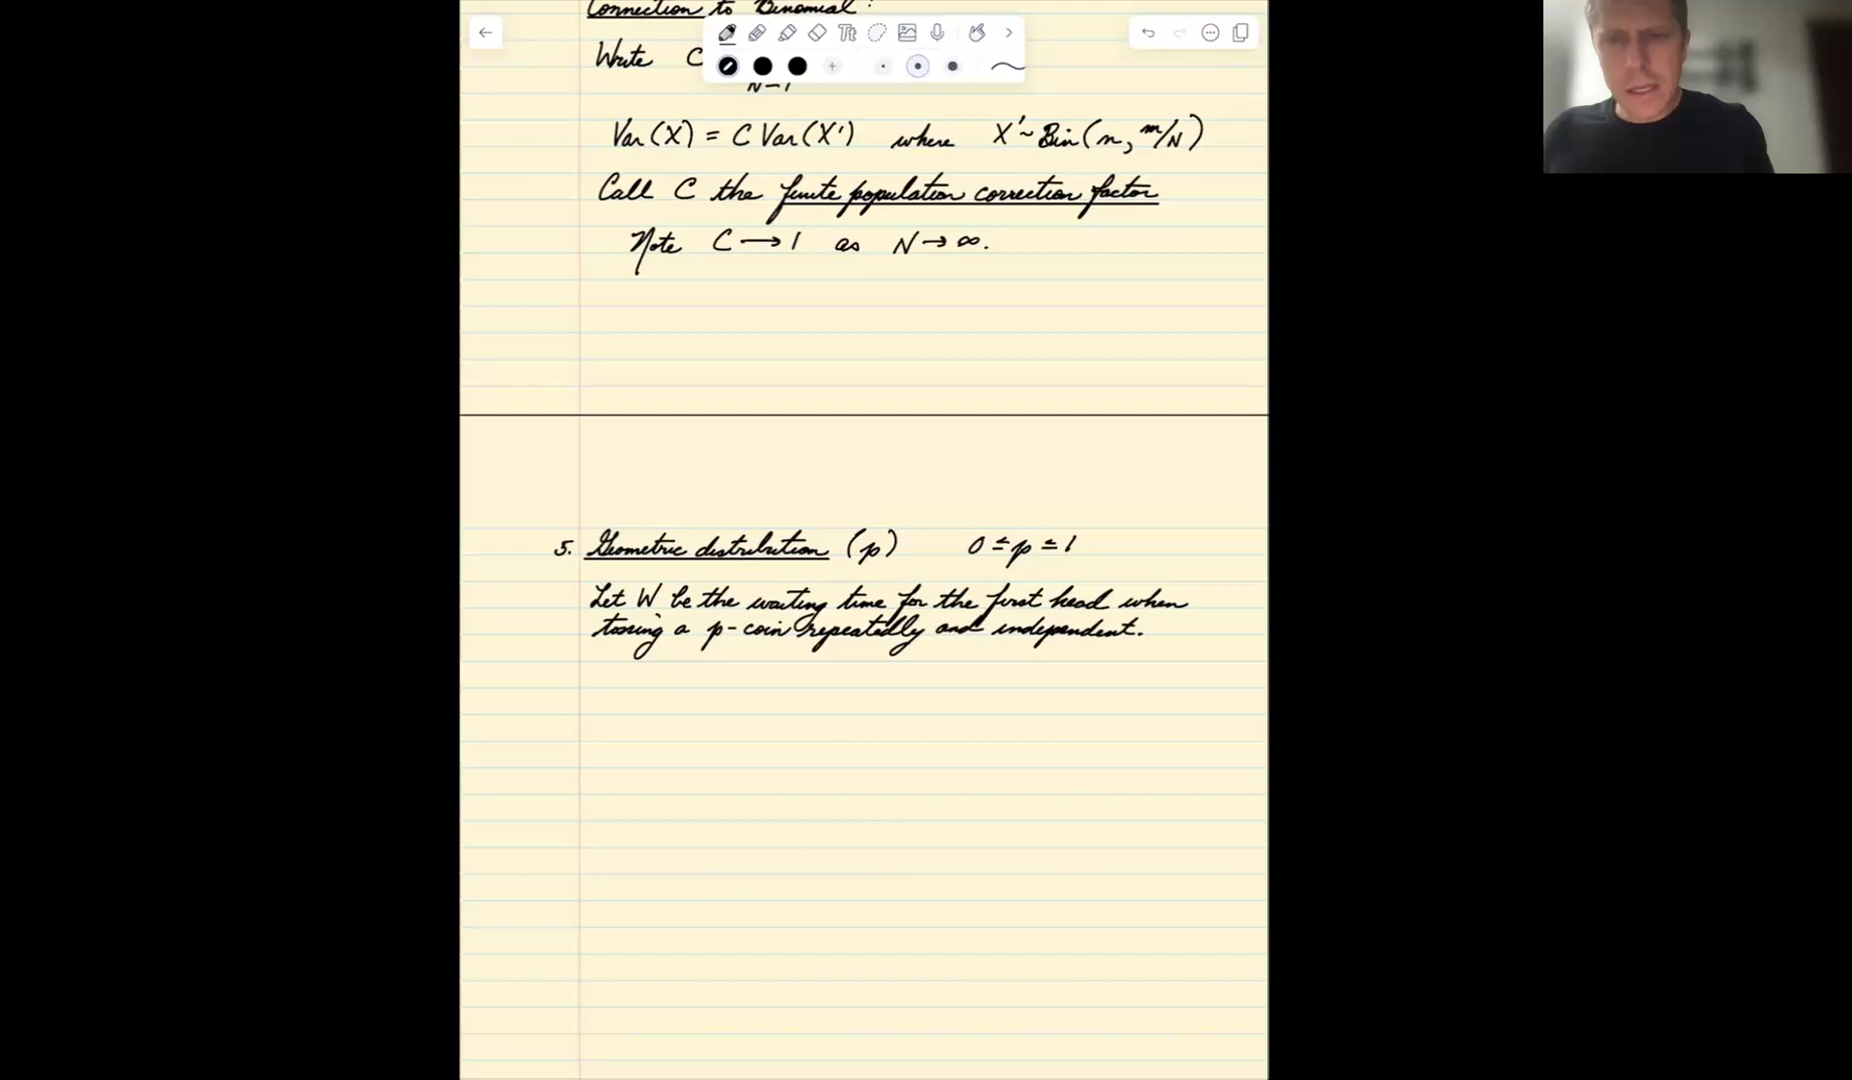 Connection to Binomial:
Write C
N-1
Var(X) = C Var(X') where X' ~ Bin(n, m/N)
Call C the finite population correction factor
Note C → 1 as N → ∞.
5. Geometric distribution (p) 0 ≤ p ≤ 1
Let W be the waiting time for the first head when
tossing a p-coin repeatedly and independent.